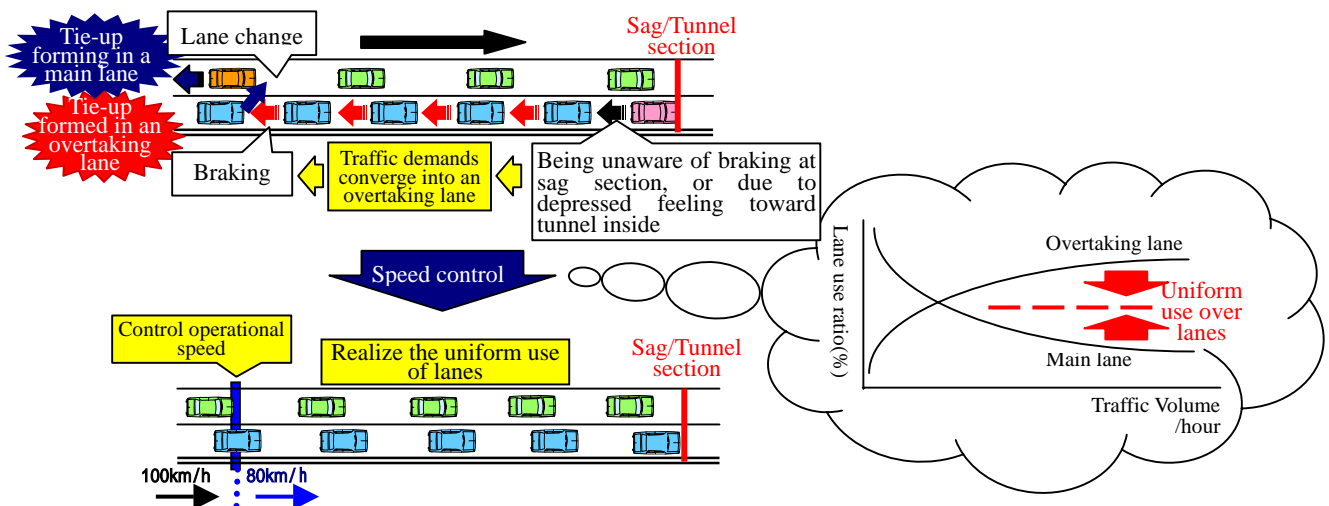 Tie-up
forming in a
main lane
Lane change
Sag/Tunnel
section
Tie-up
formed in an
overtaking
lane
Braking
Traffic demands
converge into an
overtaking lane
Being unaware of braking at
sag section, or due to
depressed feeling toward
tunnel inside
Speed control
Lane use ratio(%)
Overtaking lane
Uniform
use over
lanes
Main lane
Traffic Volume
/hour
Control operational
speed
Realize the uniform use
of lanes
Sag/Tunnel
section
100km/h
80km/h